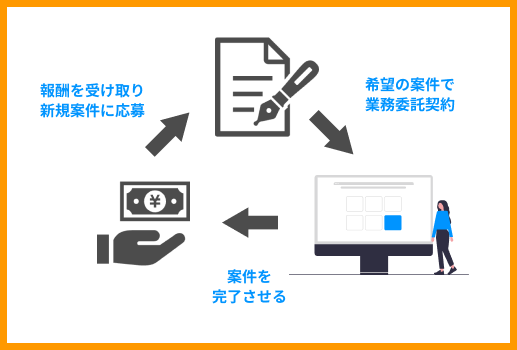 報酬を受け取り
新規案件に応募
希望の案件で
業務委託契約
¥
案件を
完了させる